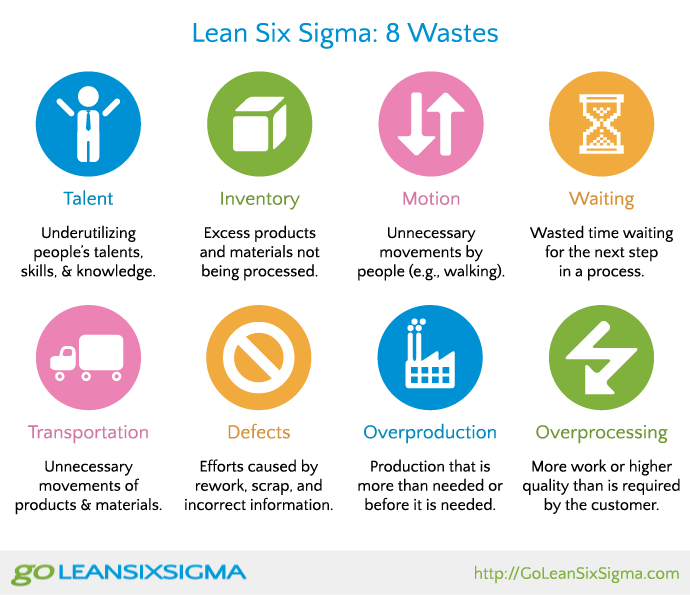 Lean Six Sigma: 8 Wastes
Talent
Underutilizing
people’s talents,
skills, & knowledge.
Inventory
Excess products
and materials not
being processed.
Motion
Unnecessary
movements by
people (e.g., walking).
Waiting
Wasted time waiting
for the next step
in a process.
Transportation
Unnecessary
movements of
products & materials.
Defects
Efforts caused by
rework, scrap, and
incorrect information.
Overproduction
Production that is
more than needed or
before it is needed.
Overprocessing
More work or higher
quality than is required
by the customer.
go LEANSIXSIGMA
http://GoLeanSixSigma.com